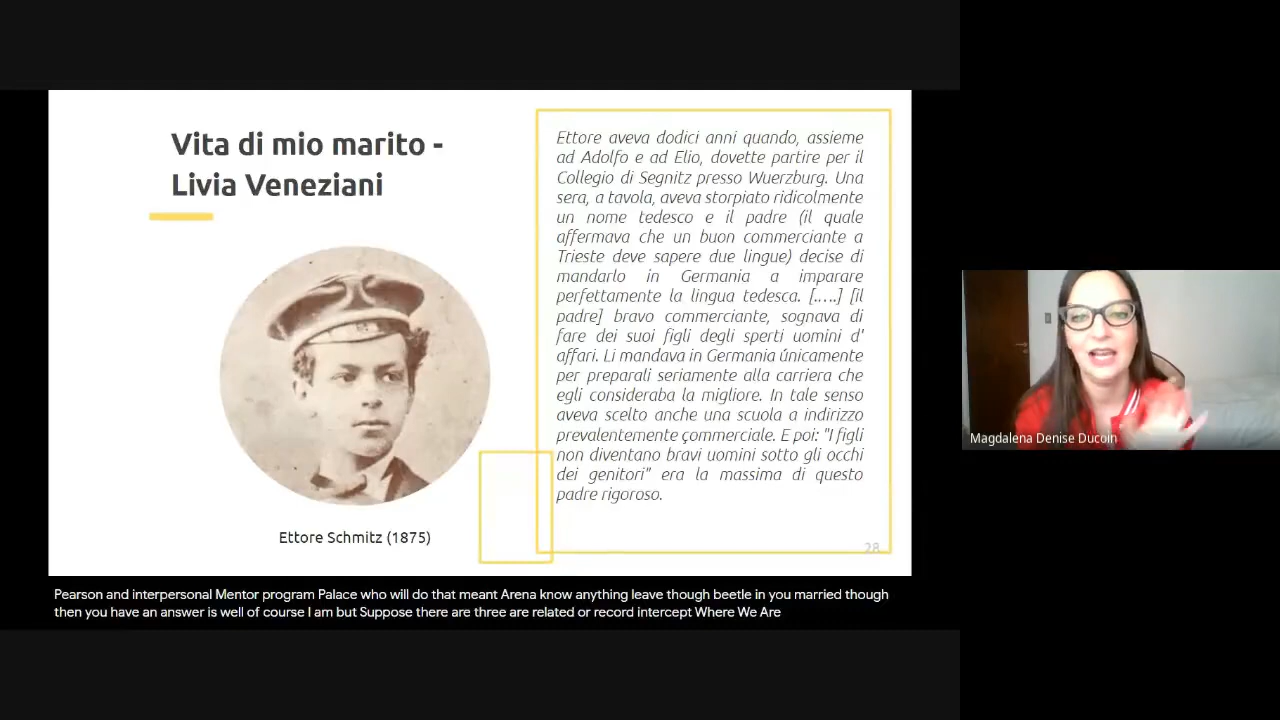 Vita di mio marito -
Livia Veneziani
Ettore Schmitz (1875)
Ettore aveva dodici anni quando, assieme
ad Adolfo e ad Elio, dovette partire per il
Collegio di Segnitz presso Wuerzburg. Una
sera, a tavola, aveva storpiato ridicolmente
un nome tedesco e il padre (il quale
affermava che un buon commerciante a
Trieste deve sapere due lingue) decise di
mandarlo in Germania a imparare
perfettamente la lingua tedesca. [.....] [il
padre] bravo commerciante, sognava di
fare dei suoi figli degli sperti uomini d'
affari. Li mandava in Germania únicamente
per preparali seriamente alla carriera che
egli consideraba la migliore. In tale senso
aveva scelto anche una scuola a indirizzo
prevalentemente çommerciale. E poi: "I figli
non diventano bravi uomini sotto gli occhi
dei genitori" era la massima di questo
padre rigoroso.
28
Pearson and interpersonal Mentor program Palace who will do that meant Arena know anything leave though beetle in you married though
then you have an answer is well of course I am but Suppose there are three are related or record intercept Where We Are
Magdalena Denise Ducoin